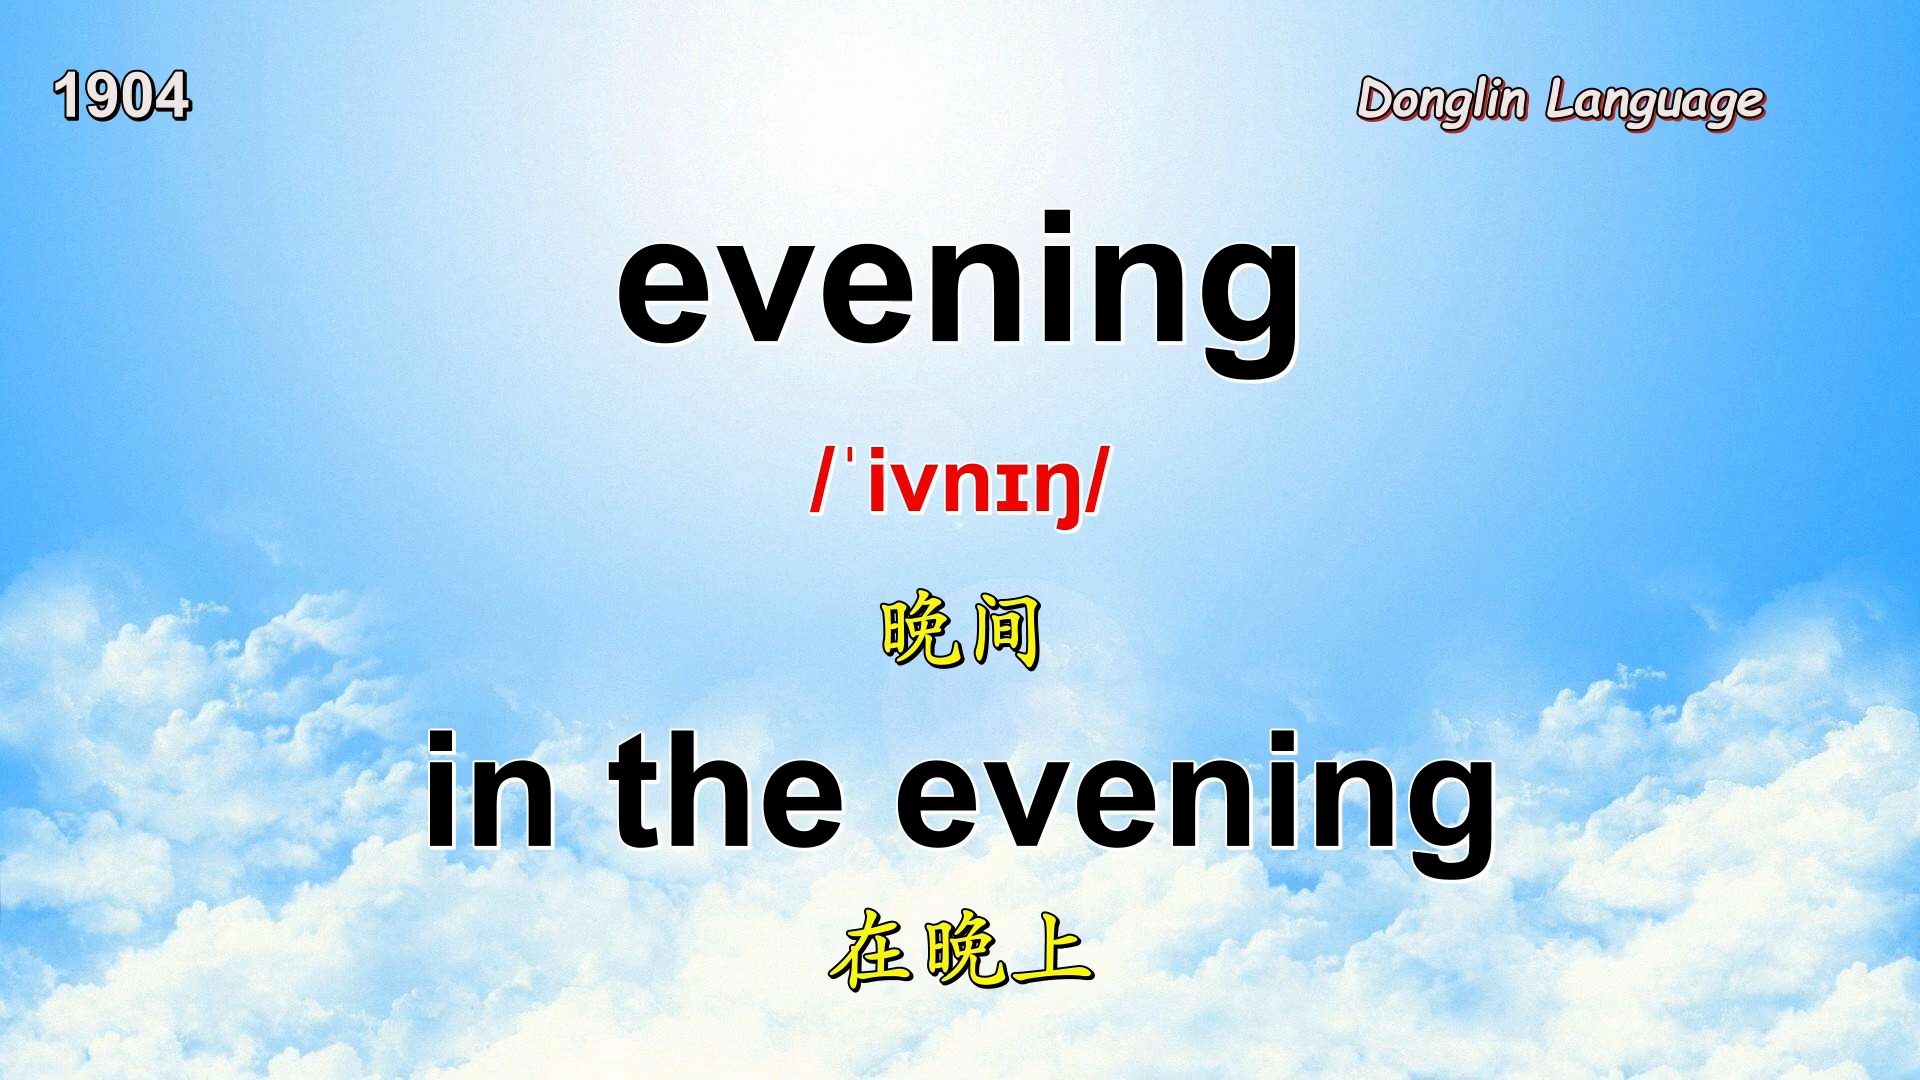 1904
Donglin Language
evening
/ˈivnɪŋ/
晚间
in the evening
在晚上